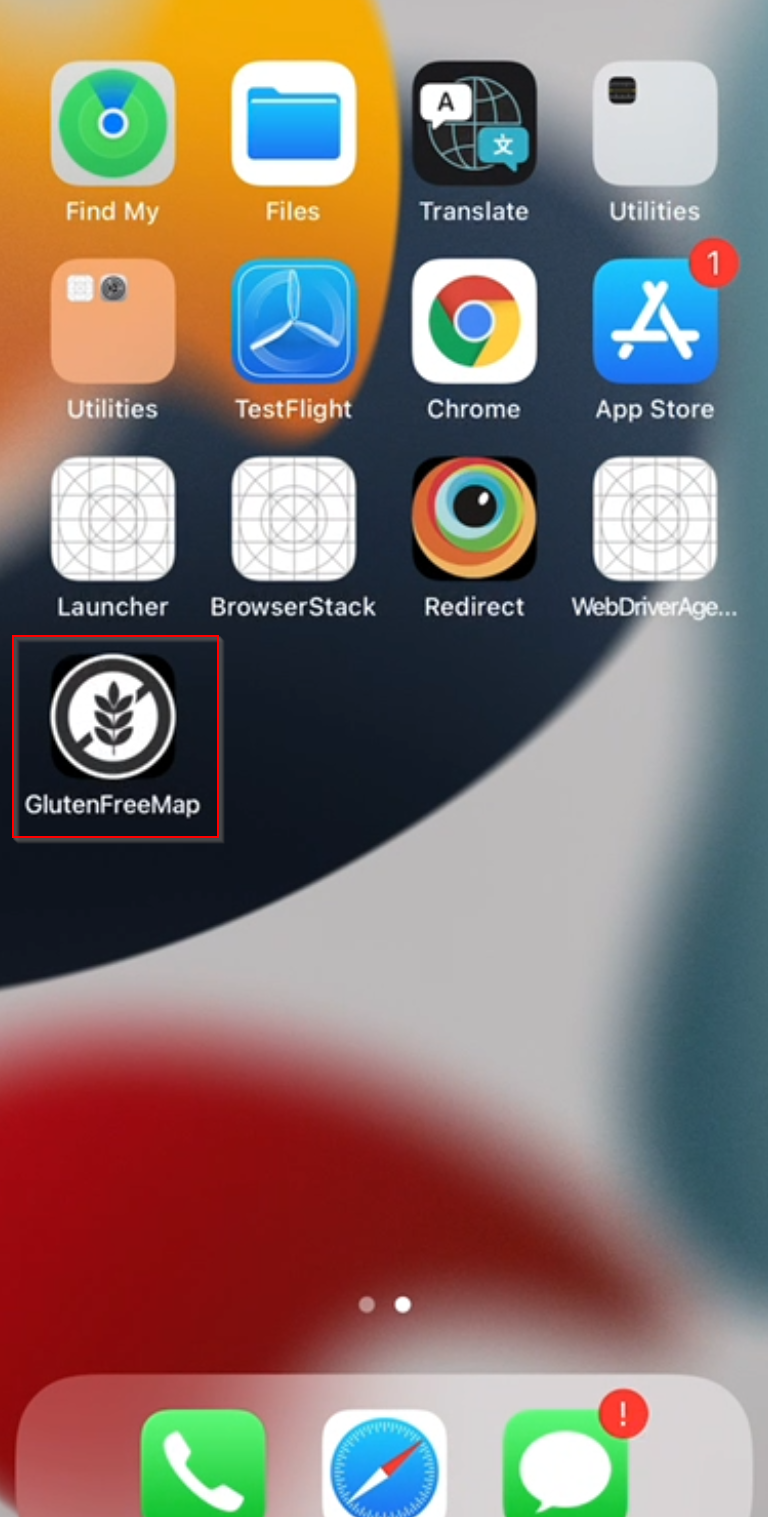 A
文
Find My
Files
Translate
Utilities
1
Utilities
TestFlight
Chrome
App Store
Launcher
BrowserStack
Redirect
WebDriverAge...
GlutenFreeMap
!